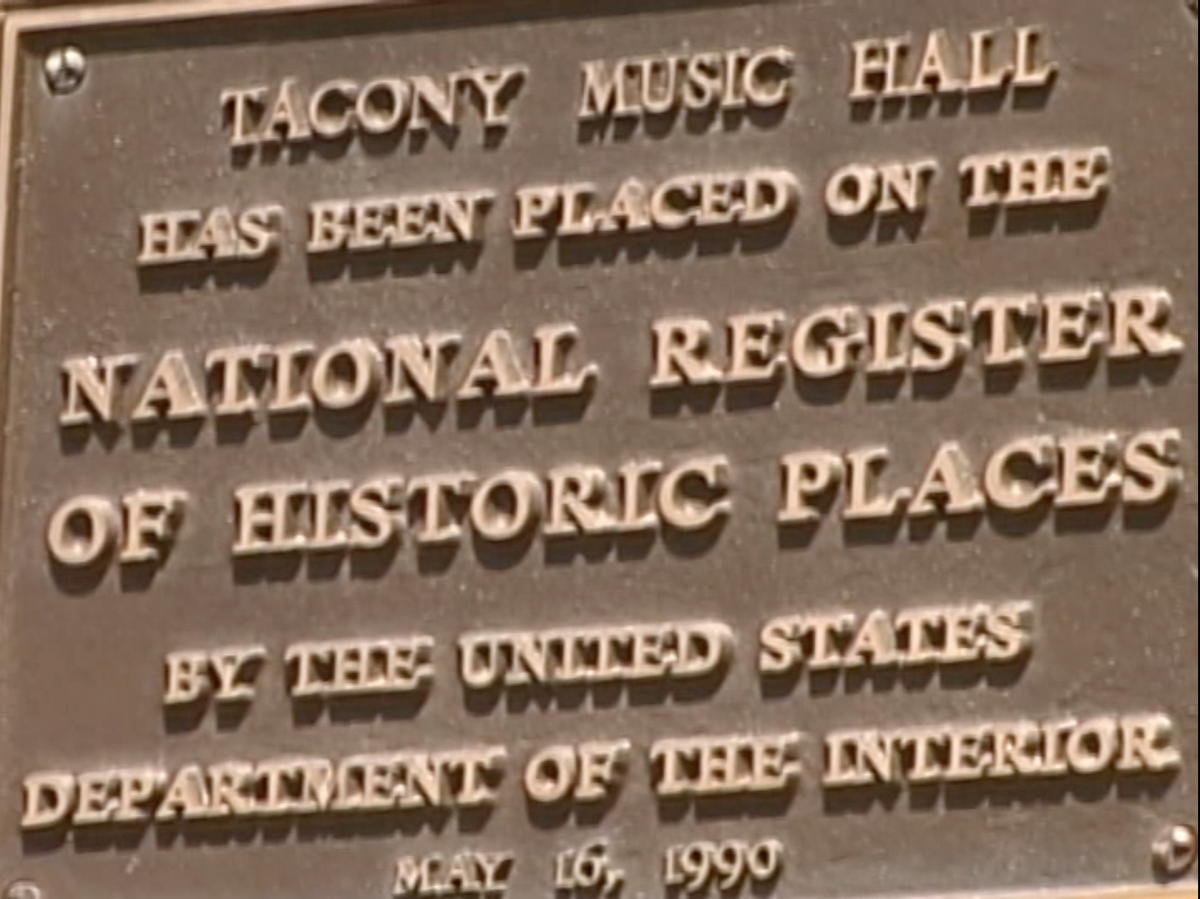 TACONY MUSIC HALL
HAS BEEN PLACED ON THE
NATIONAL REGISTER
OF HISTORIC PLACES
BY THE UNITED STATES
DEPARTMENT OF THE INTERIOR
MAY 16, 1990